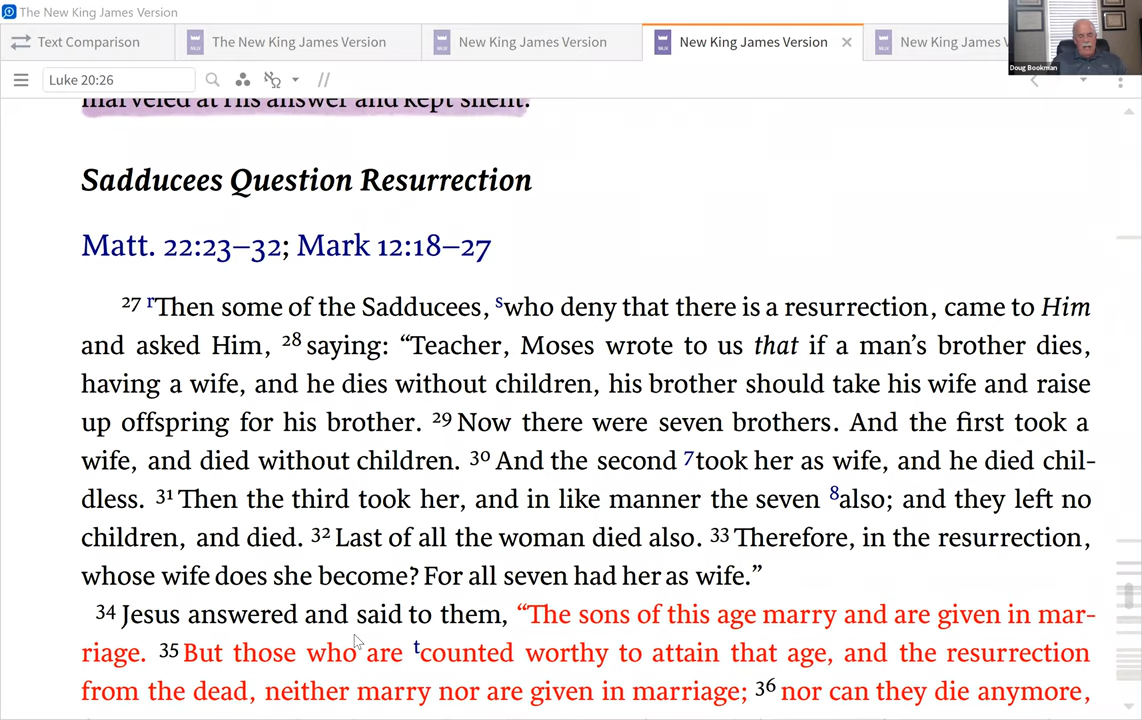 The New King James Version
Text Comparison
The New King James Version
New King James Version
New King James Version
New King James V
Doug Bookman
Luke 20:26
marveled at His answer and kept silent.
Sadducees Question Resurrection
Matt. 22:23–32; Mark 12:18–27
27 rThen some of the Sadducees, swho deny that there is a resurrection, came to Him
and asked Him, 28 saying: “Teacher, Moses wrote to us that if a man’s brother dies,
having a wife, and he dies without children, his brother should take his wife and raise
up offspring for his brother. 29 Now there were seven brothers. And the first took a
wife, and died without children. 30 And the second 7took her as wife, and he died chil-
dless. 31 Then the third took her, and in like manner the seven 8also; and they left no
children, and died. 32 Last of all the woman died also. 33 Therefore, in the resurrection,
whose wife does she become? For all seven had her as wife.”
34 Jesus answered and said to them, “The sons of this age marry and are given in mar-
riage. 35 But those who are tcounted worthy to attain that age, and the resurrection
from the dead, neither marry nor are given in marriage; 36 nor can they die anymore,